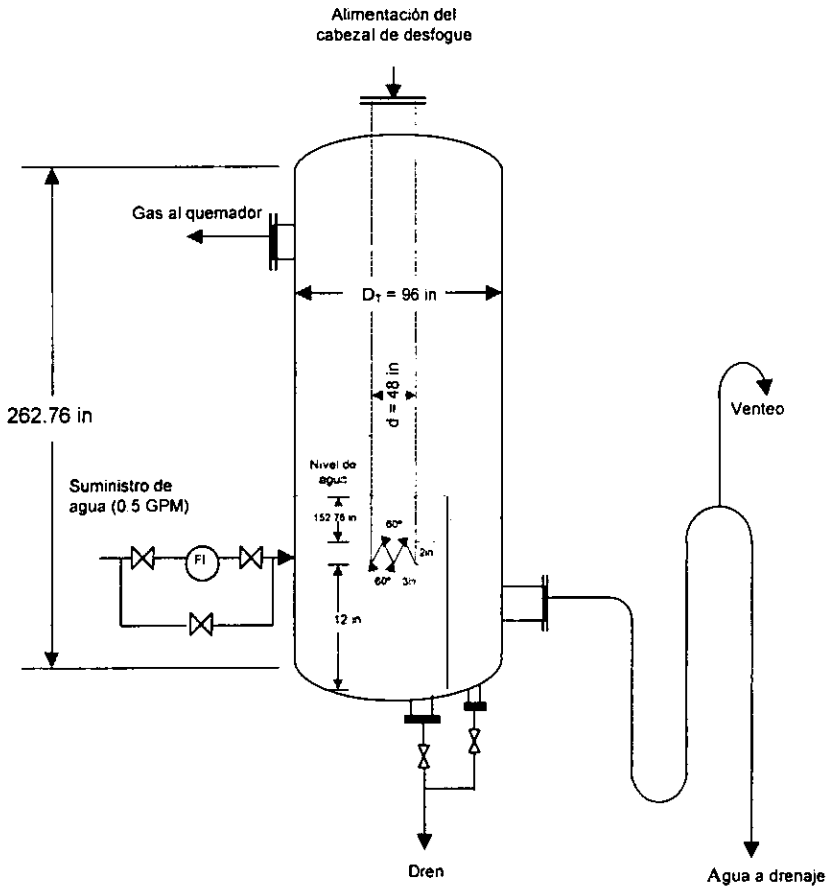 Alimentación del
cabezal de desfogue
Gas al quemador
D_T = 96 in
d = 48 in
262.76 in
Venteo
Nivel de
agua
Suministro de
agua (0.5 GPM)
152.76 in
60°
2in
FI
60°
3in
12 in
Dren
Agua a drenaje